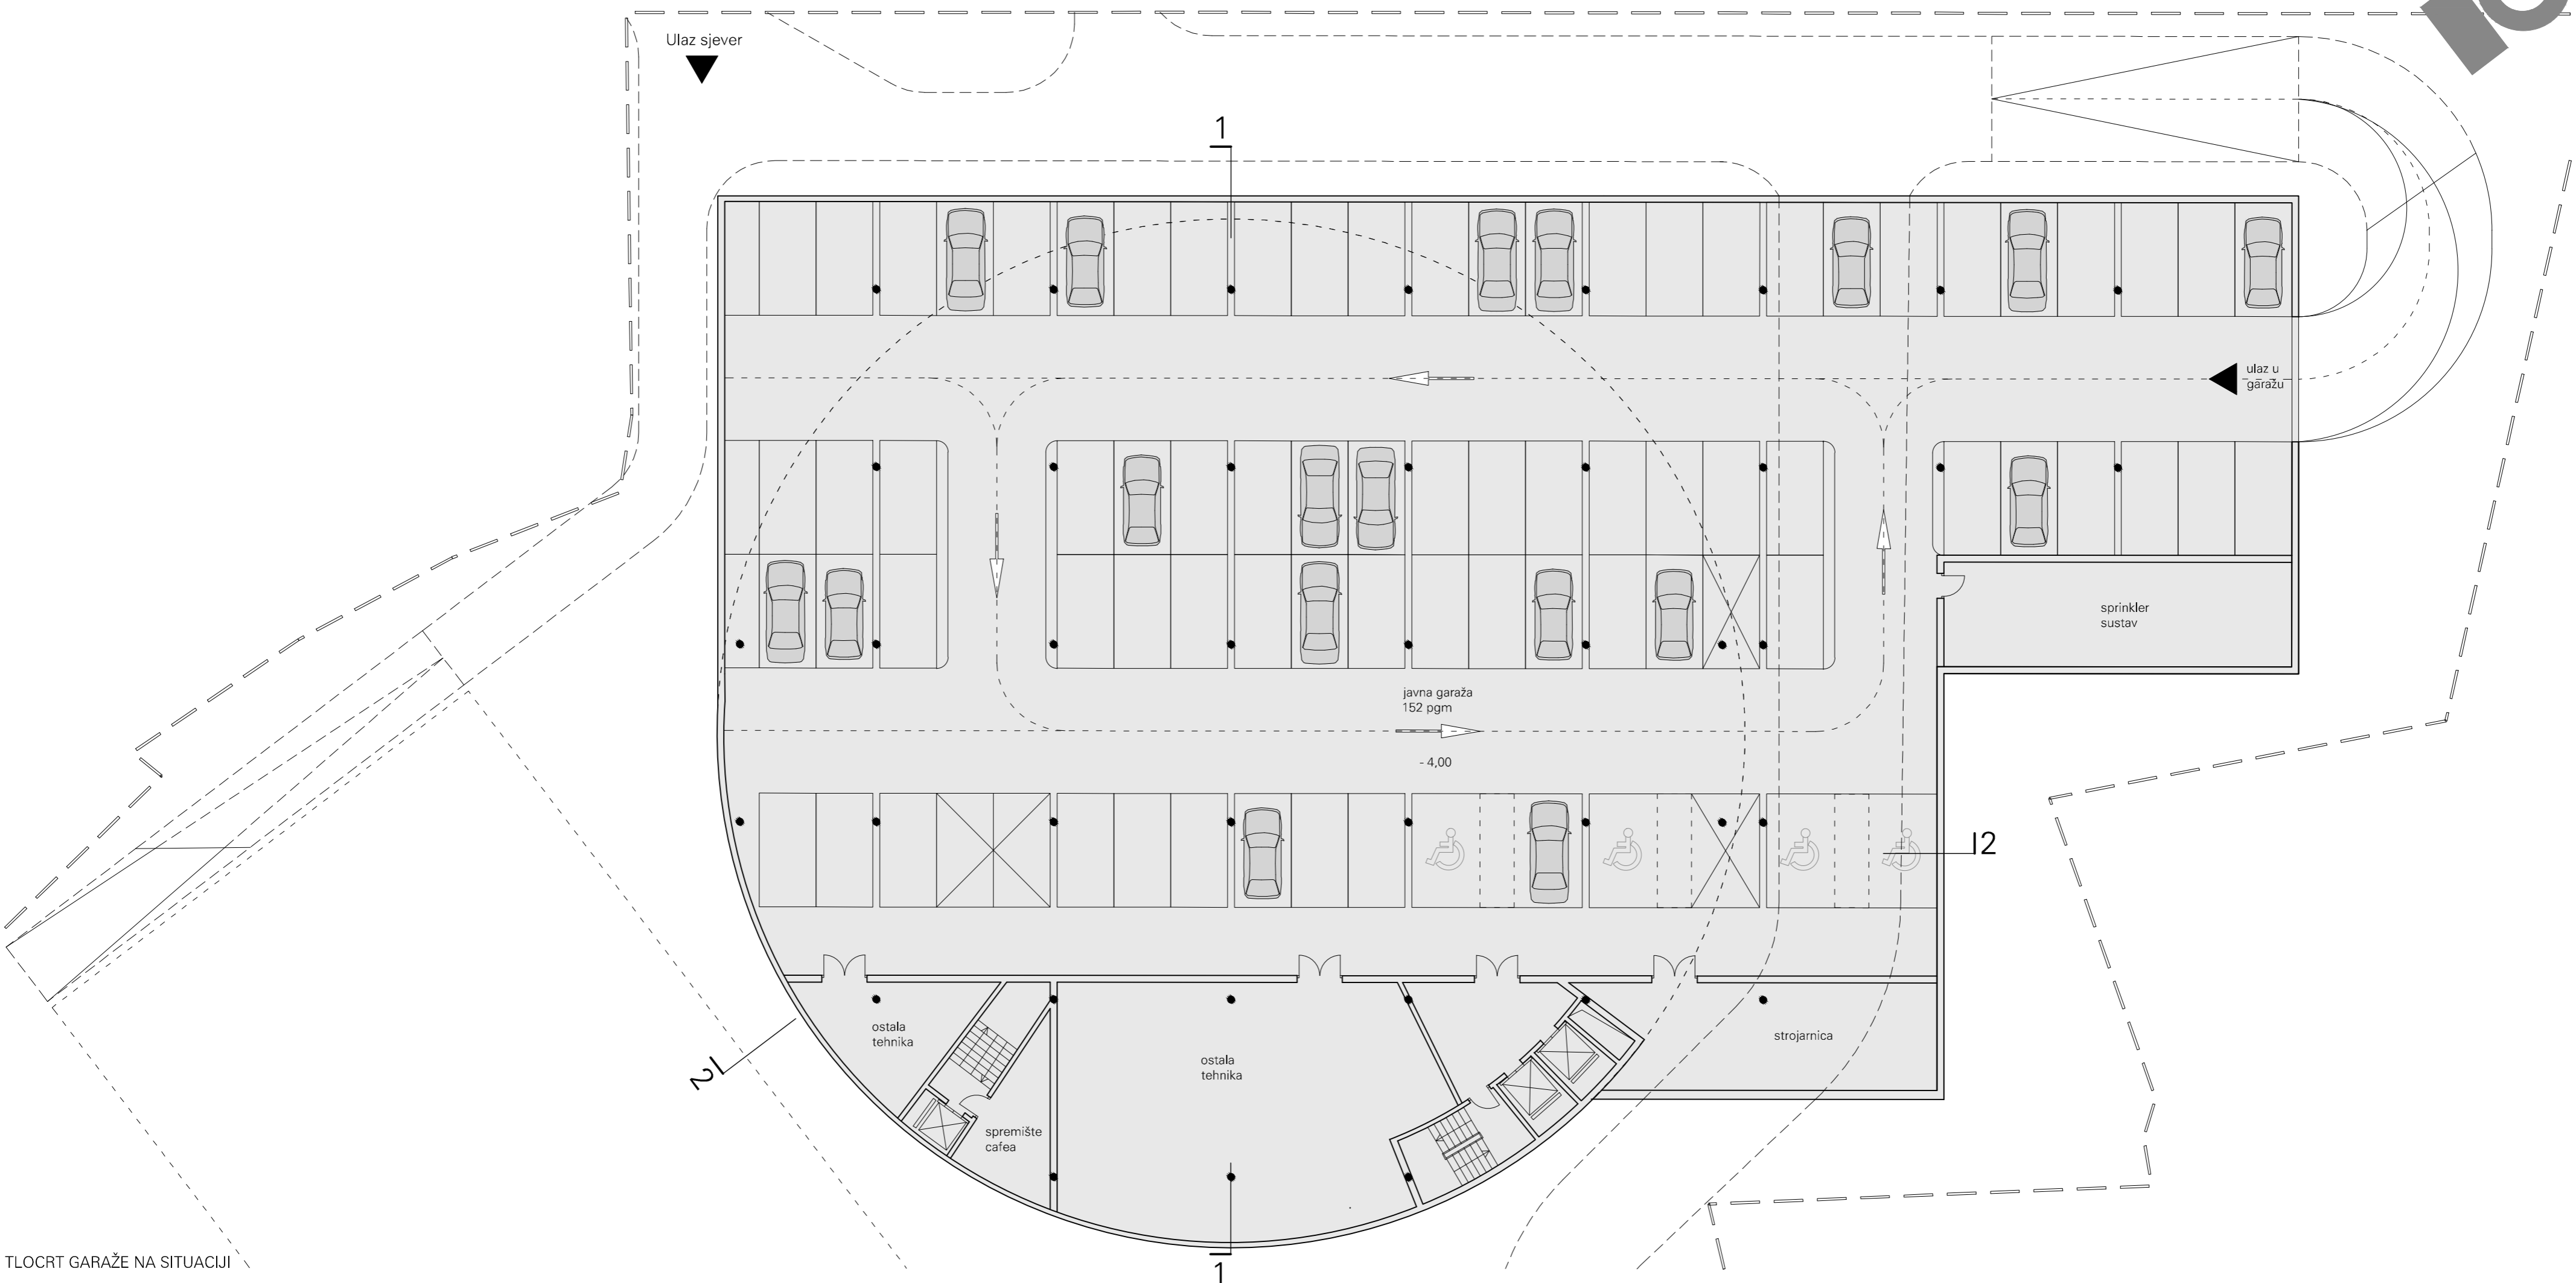 Ulaz sjever
1
ulaz u
garažu
sprinkler
sustav
javna garaža
152 pgm
- 4,00
2
ostala
tehnika
ostala
tehnika
strojarnica
2
spremište
cafea
TLOCRT GARAŽE NA SITUACIJI
1